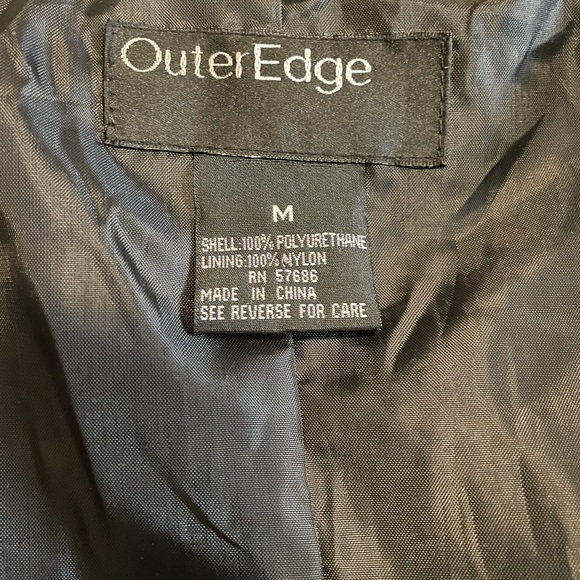 OuterEdge
M
SHELL:100% POLYURETHANE
LINING:100% NYLON
RN 57686
MADE IN CHINA
SEE REVERSE FOR CARE